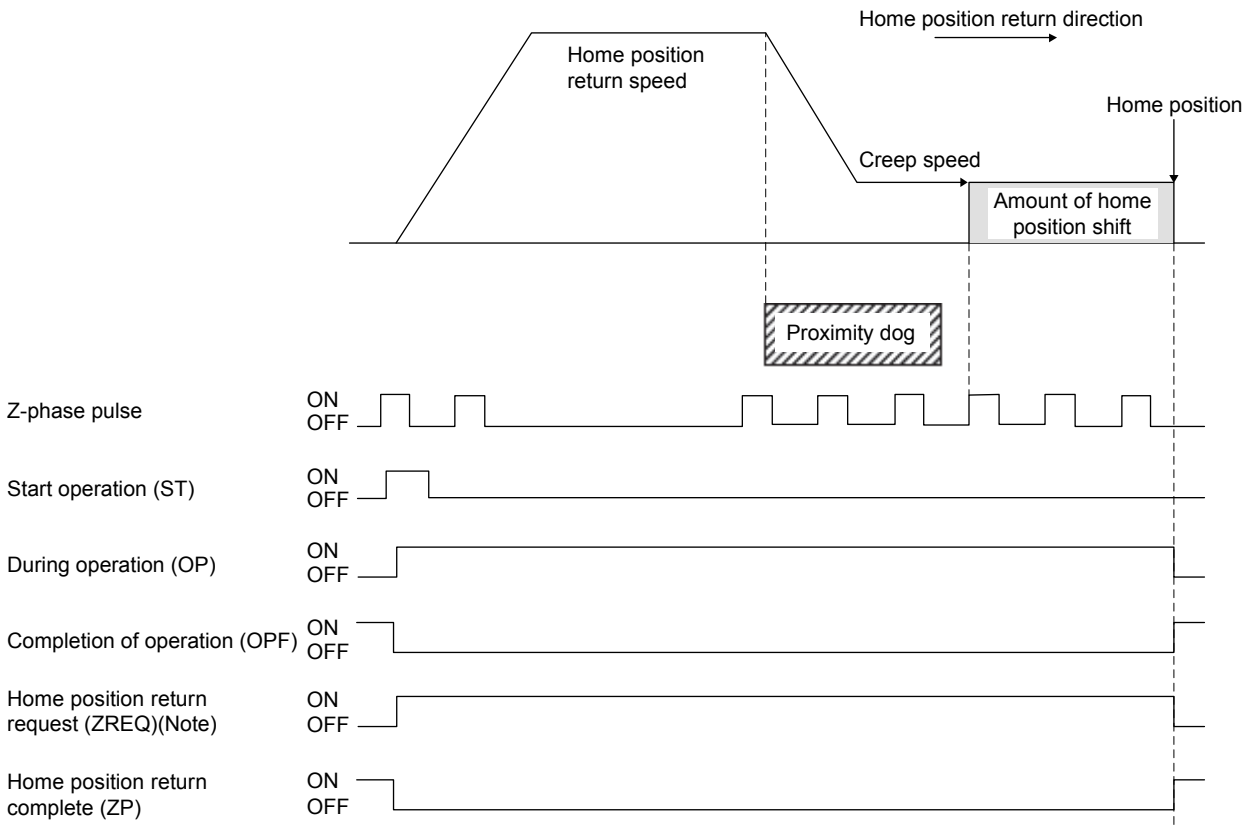 Home position return direction
Home position
return speed
Home position
Creep speed
Amount of home
position shift
Proximity dog
Z-phase pulse
ON
OFF
Start operation (ST)
ON
OFF
During operation (OP)
ON
OFF
Completion of operation (OPF)
ON
OFF
Home position return
request (ZREQ)(Note)
ON
OFF
Home position return
complete (ZP)
ON
OFF